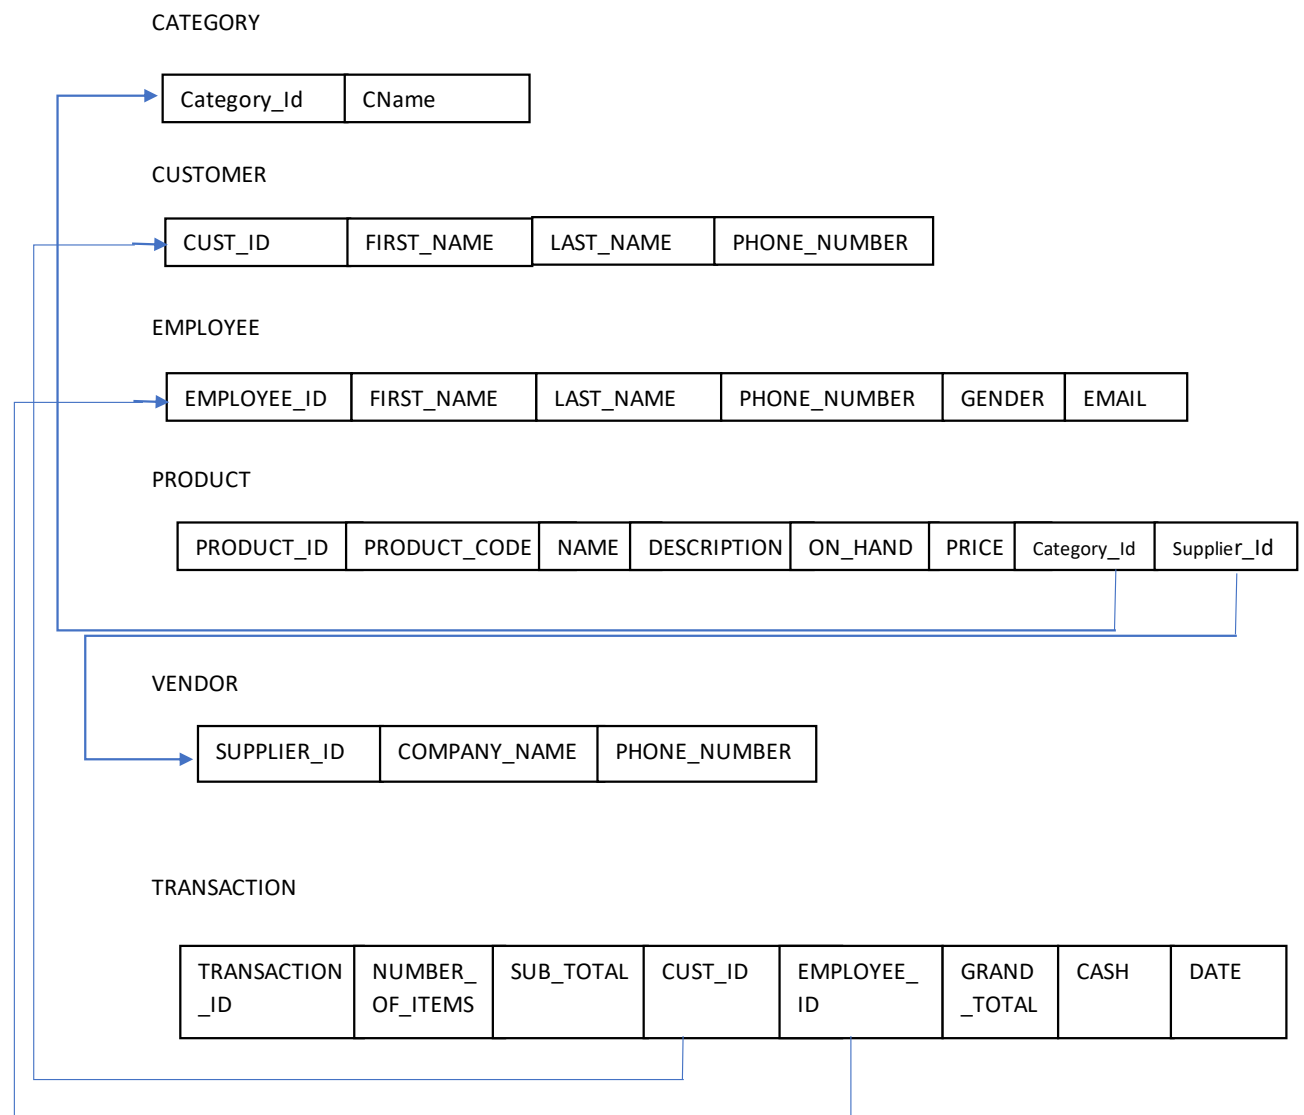 CATEGORY
Category_Id CName
CUSTOMER
CUST_ID FIRST_NAME LAST_NAME PHONE_NUMBER
EMPLOYEE
EMPLOYEE_ID FIRST_NAME LAST_NAME PHONE_NUMBER GENDER EMAIL
PRODUCT
PRODUCT_ID PRODUCT_CODE NAME DESCRIPTION ON_HAND PRICE Category_Id Supplier_Id
VENDOR
SUPPLIER_ID COMPANY_NAME PHONE_NUMBER
TRANSACTION
TRANSACTION NUMBER_ SUB_TOTAL CUST_ID EMPLOYEE_ GRAND CASH DATE
_ID OF_ITEMS ID _TOTAL